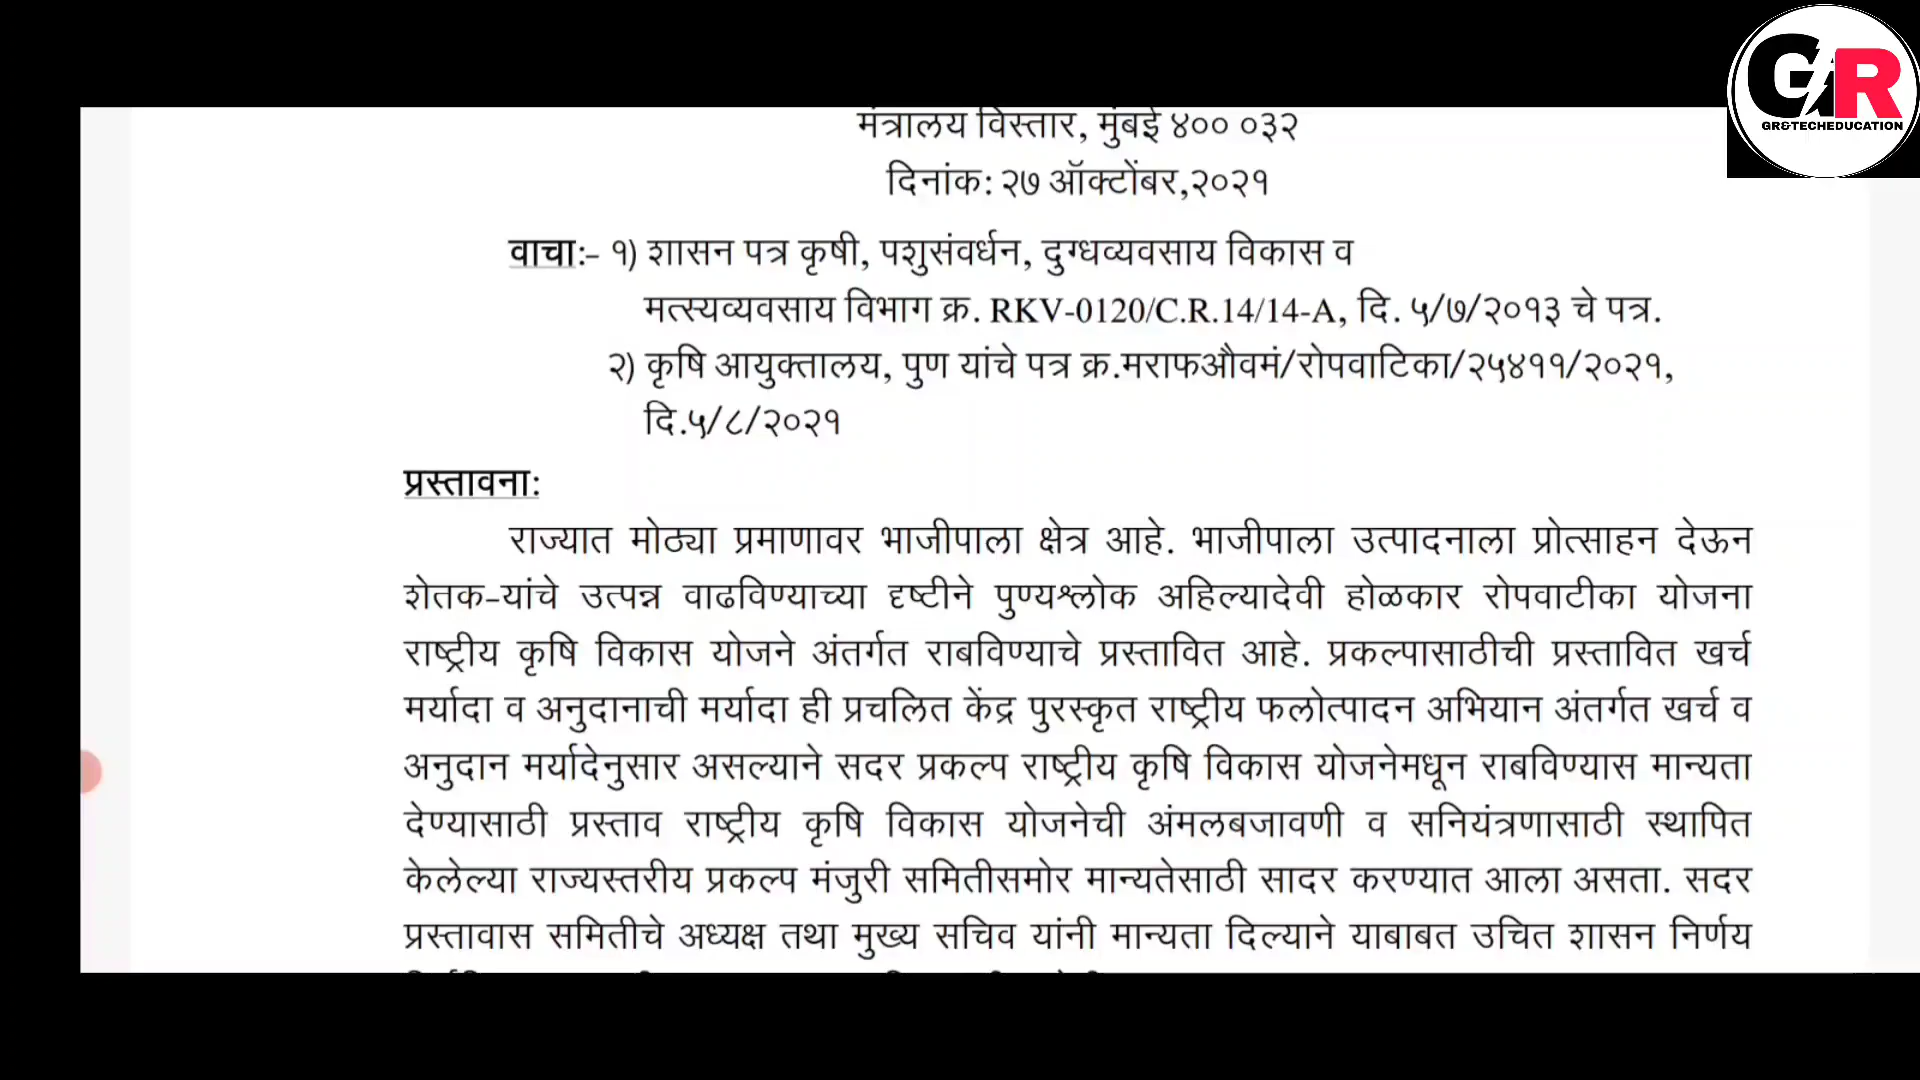 GR
GR&TECHEDUCATION
मंत्रालय विस्तार, मुंबई ४०० ०३२
दिनांक: २७ ऑक्टोंबर,२०२१
वाचा:- १) शासन पत्र कृषी, पशुसंवर्धन, दुग्धव्यवसाय विकास व
मत्स्यव्यवसाय विभाग क्र. RKV-0120/C.R.14/14-A, दि. ५/७/२०१३ चे पत्र.
२) कृषि आयुक्तालय, पुण यांचे पत्र क्र.मराफऔवमं/रोपवाटिका/२५४११/२०२१,
दि.५/८/२०२१
प्रस्तावना:
राज्यात मोठ्या प्रमाणावर भाजीपाला क्षेत्र आहे. भाजीपाला उत्पादनाला प्रोत्साहन देऊन
शेतक-यांचे उत्पन्न वाढविण्याच्या दृष्टीने पुण्यश्लोक अहिल्यादेवी होळकार रोपवाटीका योजना
राष्ट्रीय कृषि विकास योजने अंतर्गत राबविण्याचे प्रस्तावित आहे. प्रकल्पासाठीची प्रस्तावित खर्च
मर्यादा व अनुदानाची मर्यादा ही प्रचलित केंद्र पुरस्कृत राष्ट्रीय फलोत्पादन अभियान अंतर्गत खर्च व
अनुदान मर्यादेनुसार असल्याने सदर प्रकल्प राष्ट्रीय कृषि विकास योजनेमधून राबविण्यास मान्यता
देण्यासाठी प्रस्ताव राष्ट्रीय कृषि विकास योजनेची अंमलबजावणी व सनियंत्रणासाठी स्थापित
केलेल्या राज्यस्तरीय प्रकल्प मंजुरी समितीसमोर मान्यतेसाठी सादर करण्यात आला असता. सदर
प्रस्तावास समितीचे अध्यक्ष तथा मुख्य सचिव यांनी मान्यता दिल्याने याबाबत उचित शासन निर्णय